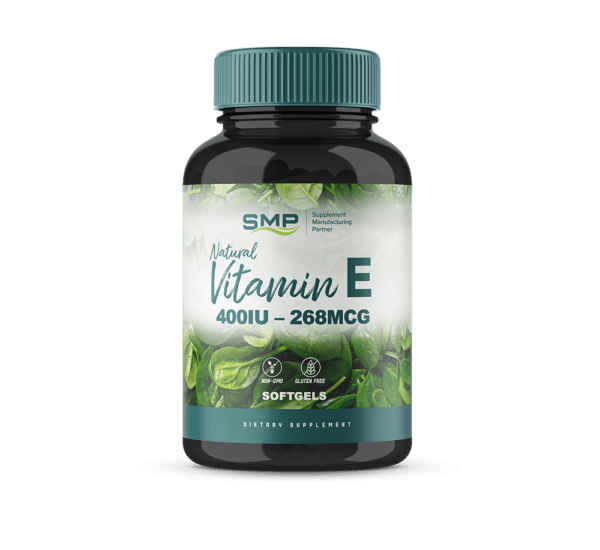 SMP
Supplement
Manufacturing
Partner
Natural
Vitamin E
400IU – 268MCG
NON-GMO
GLUTEN FREE
SOFTGELS
DIETARY SUPPLEMENT